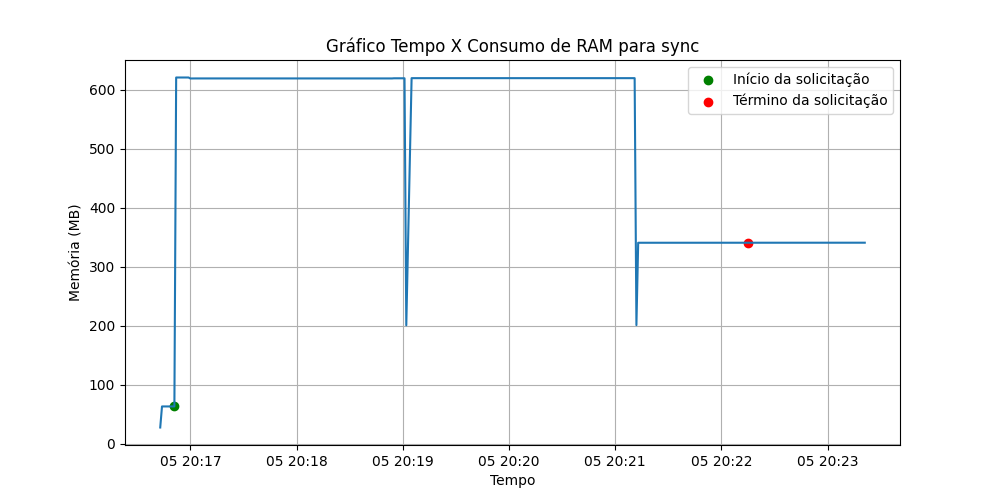 Gráfico Tempo X Consumo de RAM para sync
Início da solicitação
Término da solicitação
Memória (MB)
600
500
400
300
200
100
0
05 20:17 05 20:18 05 20:19 05 20:20 05 20:21 05 20:22 05 20:23
Tempo